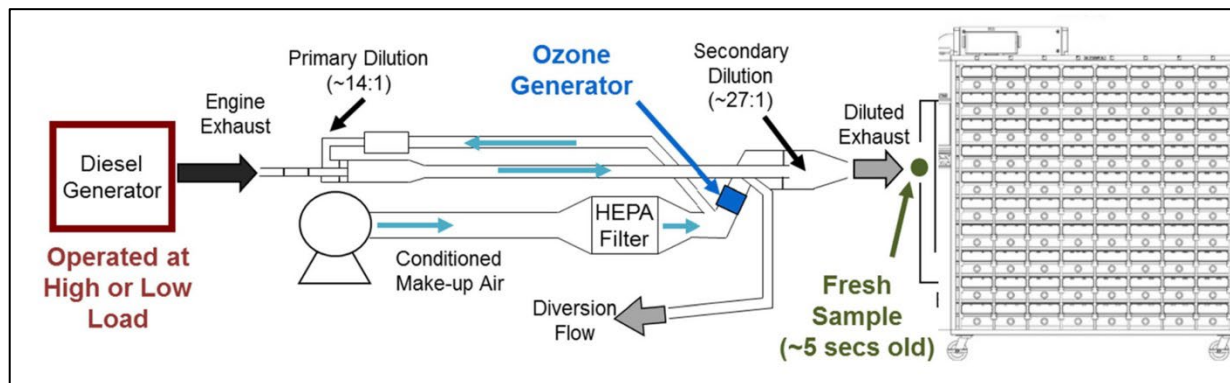 Primary Dilution
(~14:1)
Ozone
Generator
Secondary
Dilution
(~27:1)
Engine
Exhaust
Diluted
Exhaust
Diesel
Generator
HEPA
Filter
Operated at
High or Low
Load
Conditioned
Make-up Air
Diversion
Flow
Fresh
Sample
(~5 secs old)